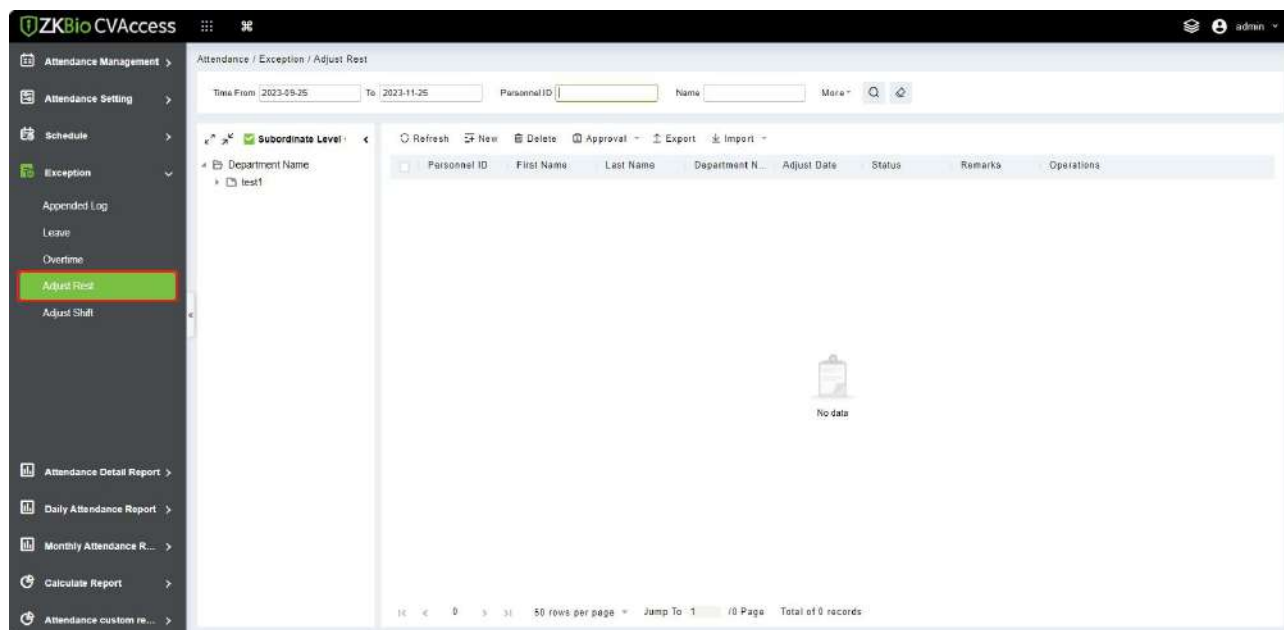 ZKBio CVAccess
admin
Attendance Management
Attendance / Exception / Adjust Rest
Attendance Setting
Time From 2023-09-25 To 2023-11-25 Personnel ID Name More
Schedule
Subordinate Level
Refresh New Delete Approval Export Import
Exception
Department Name
Personnel ID First Name Last Name Department N... Adjust Date Status Remarks Operations
test1
Appended Log
Leave
Overtime
Adjust Rest
Adjust Shift
No data
Attendance Detail Report
Daily Attendance Report
Monthly Attendance R...
Calculate Report
Attendance custom re...
0 50 rows per page Jump To 1 /0 Page Total of 0 records